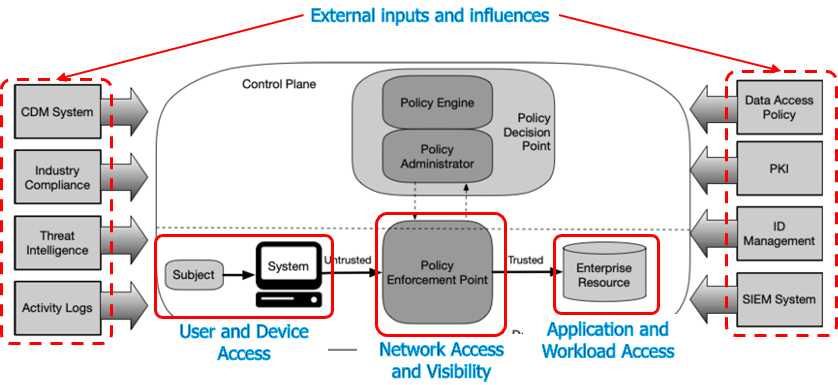 External inputs and influences
Control Plane
CDM System
Industry
Compliance
Threat
Intelligence
Activity Logs
Policy Engine
Policy
Administrator
Policy
Decision
Point
Data Access
Policy
PKI
ID
Management
SIEM System
Subject
System
Untrusted
Policy
Enforcement Point
Trusted
Enterprise
Resource
User and Device
Access
Network Access
and Visibility
Application and
Workload Access